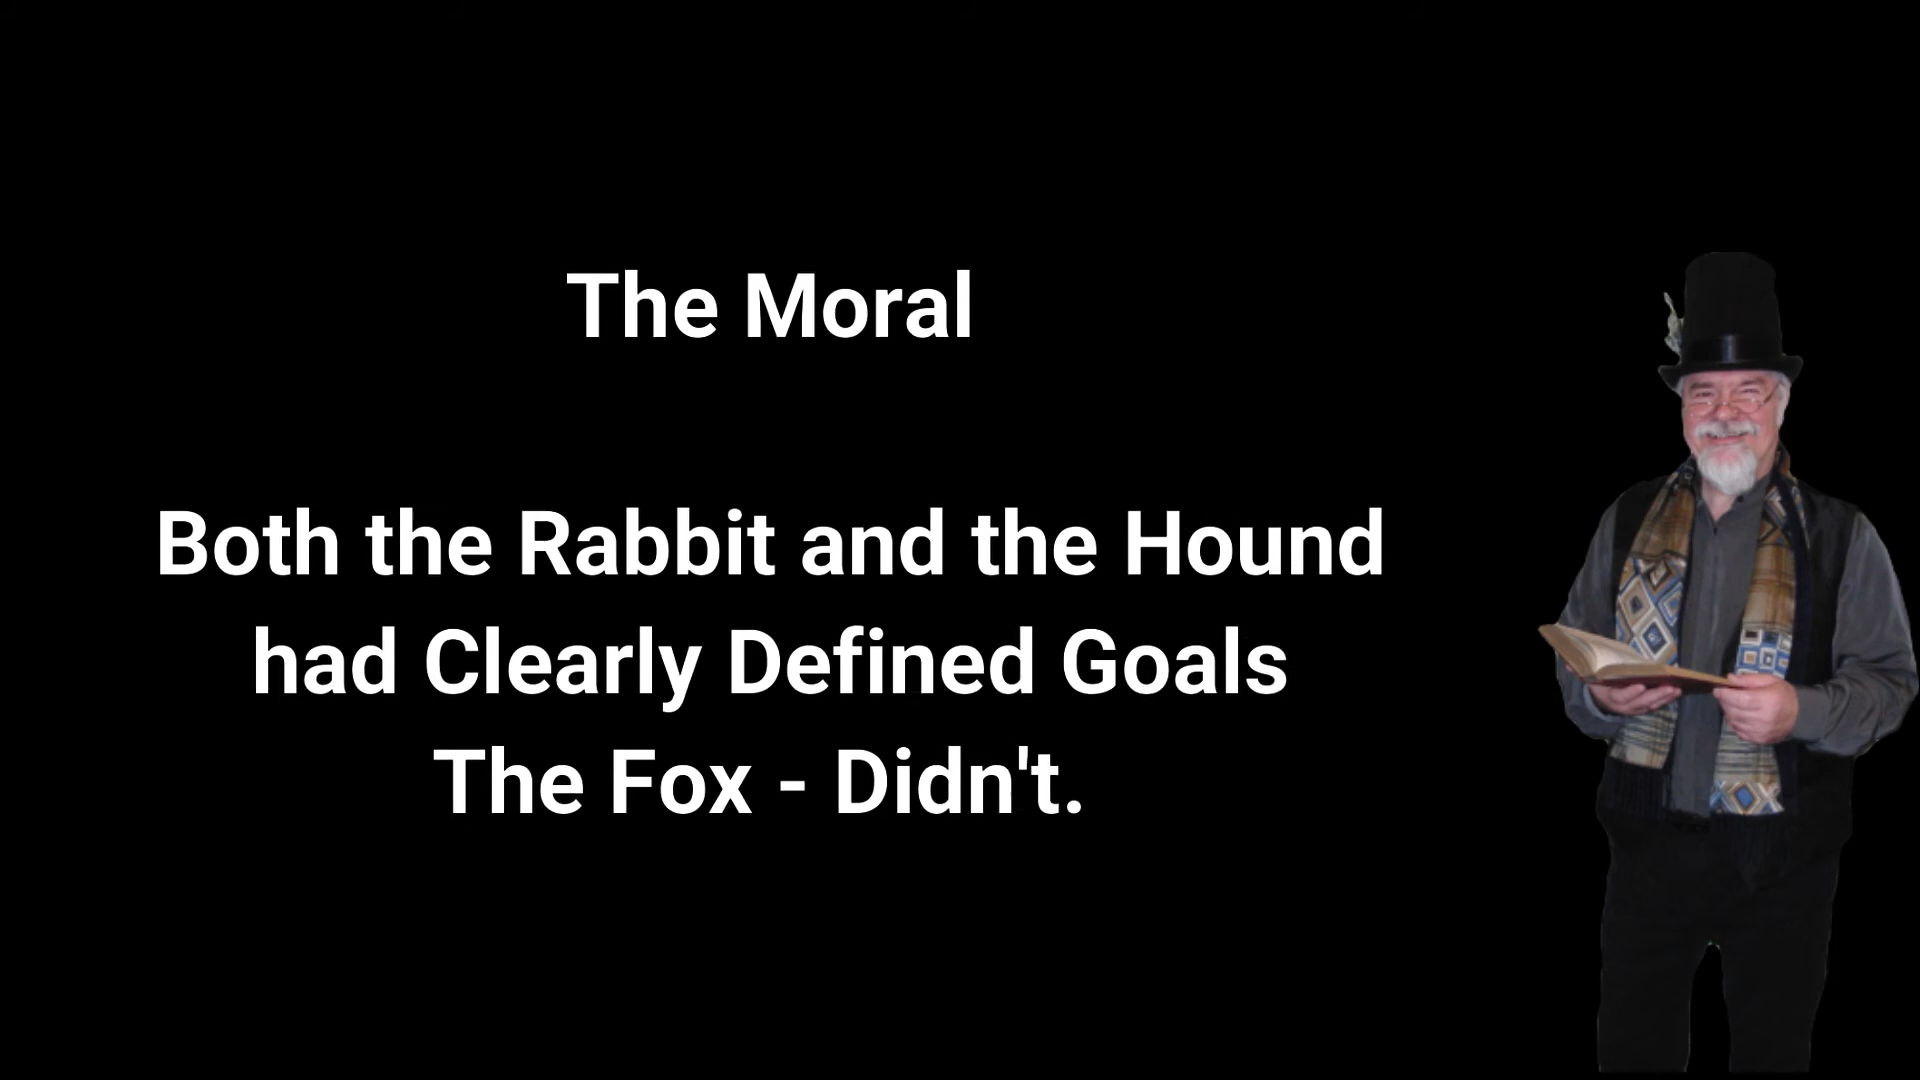 The Moral
Both the Rabbit and the Hound
had Clearly Defined Goals
The Fox - Didn't.